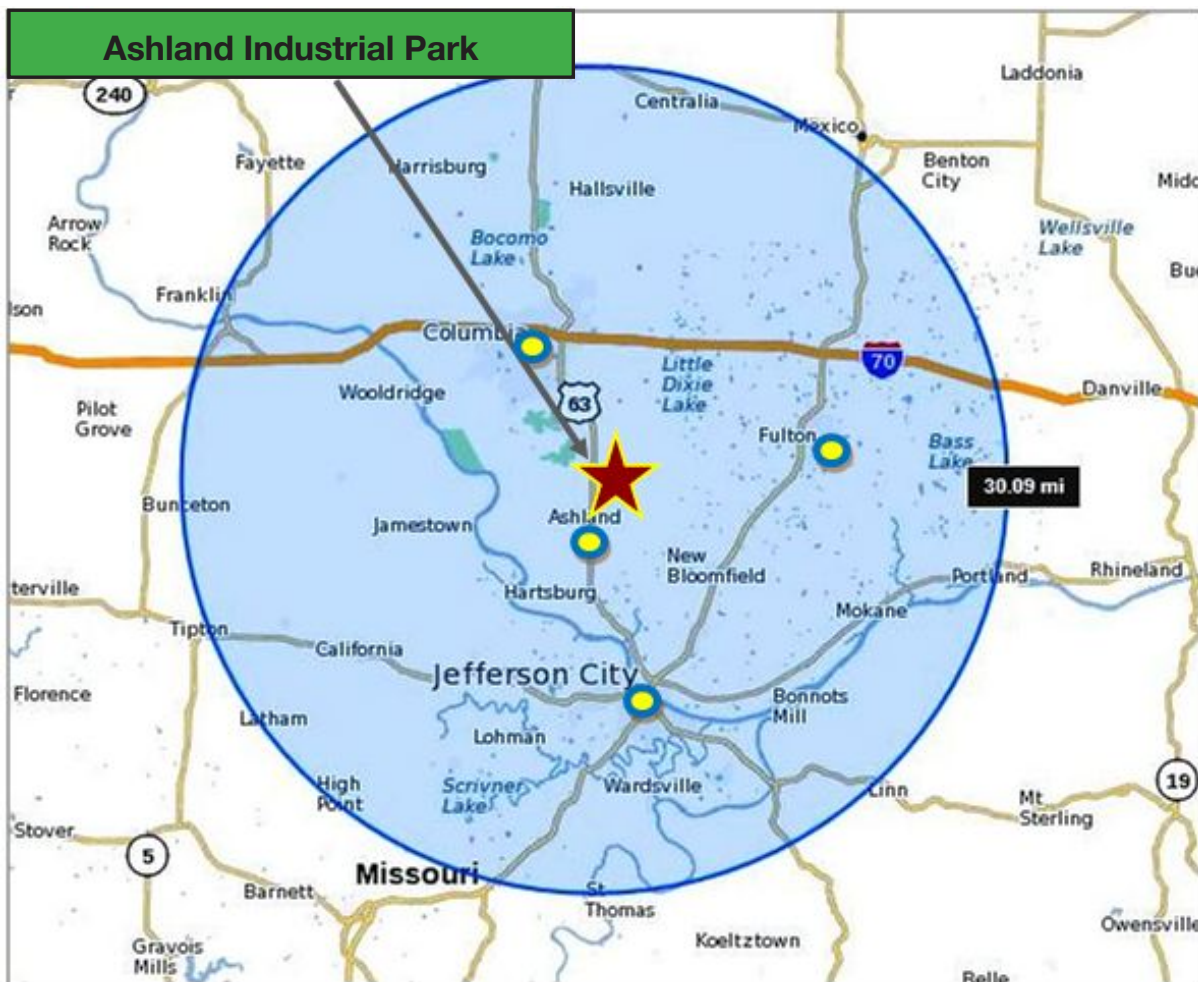 Ashland Industrial Park
Laddonia
240
Centralia
Mexico
Fayette
Harrisburg
Benton
City
Hallsville
Arrow
Rock
Bocomo
Lake
Wellsville
Lake
Franklin
Columbia
70
Little
Dixie
Lake
Wooldridge
Danville
63
Pilot
Grove
Fulton
Bass
Lake
30.09 mi
Bunceton
Ashland
Jamestown
New
Bloomfield
Portland
Rhineland
terville
Hartsburg
Mokane
Tipton
California
Jefferson City
Florence
Bonnots
Mill
Latham
Lohman
High
Point
Scrivner
Lake
Wardsville
Linn
19
Mt
Sterling
Stover
5
Missouri
Barnett
St
Thomas
Owensville
Koeltztown
Gravois
Mills
Belle